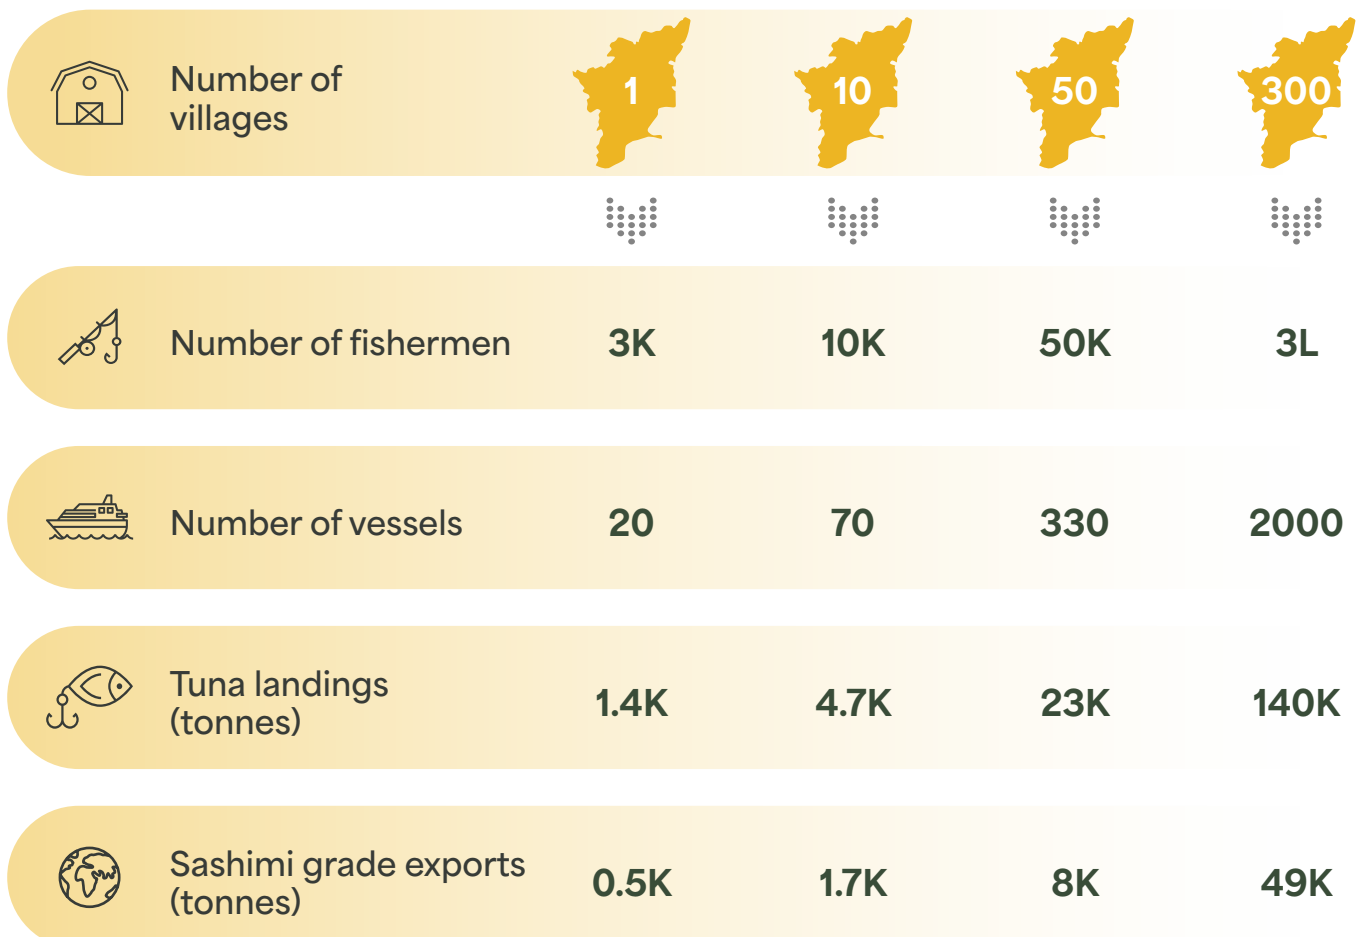 Number of
villages
1 10 50 300
Number of fishermen 3K 10K 50K 3L
Number of vessels 20 70 330 2000
Tuna landings
(tonnes)
1.4K 4.7K 23K 140K
Sashimi grade exports
(tonnes)
0.5K 1.7K 8K 49K